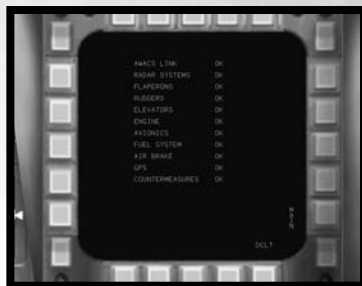 AWACS LINK OK
RADAR SYSTEMS OK
FLAPERONS OK
RUDDERS OK
ELEVATORS OK
ENGINE OK
AVIONICS OK
FUEL SYSTEM OK
AIR BRAKE OK
GPS OK
COUNTERMEASURES OK
MAIN
DCLT